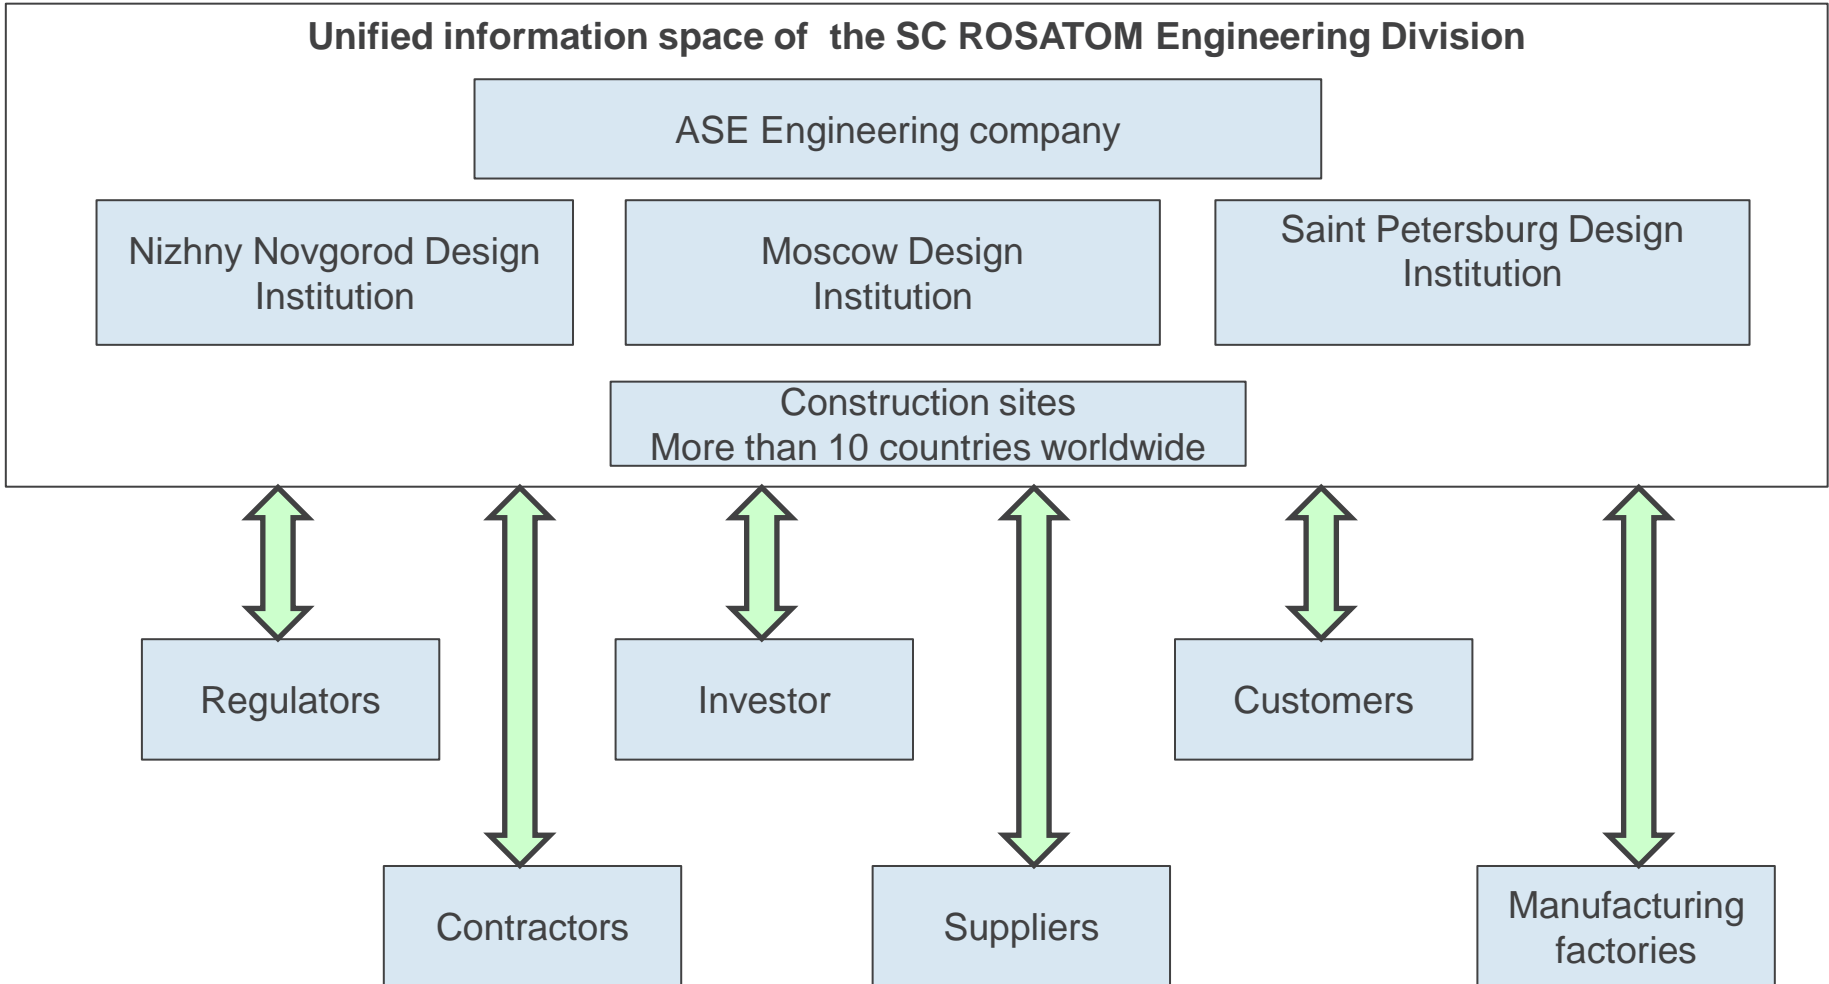 Unified information space of  the SC ROSATOM Engineering Division
ASE Engineering company
Nizhny Novgorod Design
Institution
Moscow Design
Institution
Saint Petersburg Design
Institution
Construction sites
More than 10 countries worldwide
Regulators
Investor
Customers
Contractors
Suppliers
Manufacturing
factories